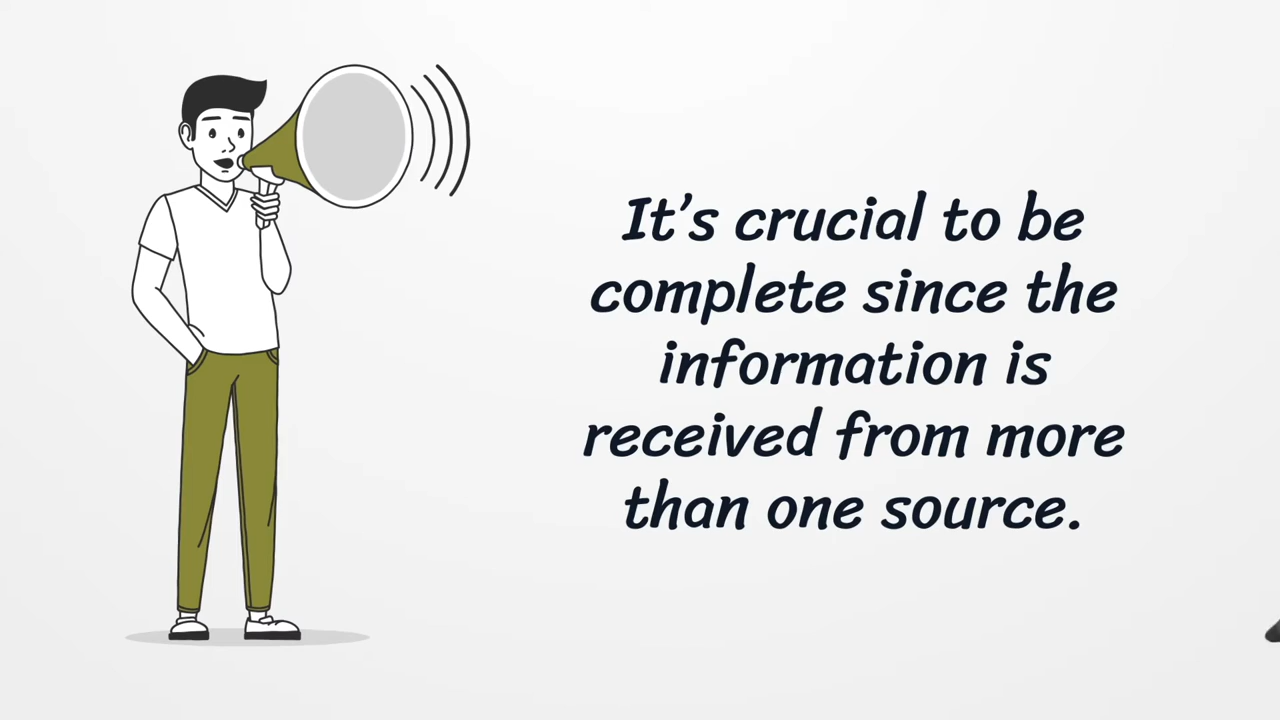 It's crucial to be
complete since the
information is
received from more
than one source.